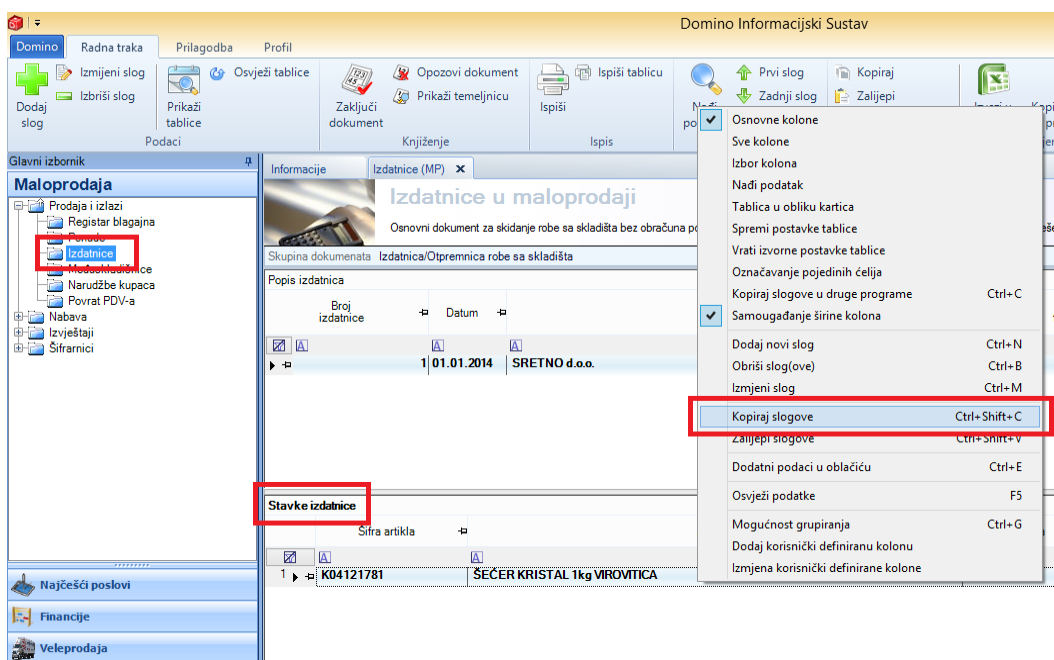 Domino Informacijski Sustav
Domino Radna traka Prilagodba Profil
Dodaj slog
Izmijeni slog
Izbriši slog
Prikaži tablice
Osvježi tablice
Podaci
Zaključi dokument
Opozovi dokument
Prikaži temeljnicu
Knjiženje
Ispiši
Ispiši tablicu
Ispis
Prvi slog
Zadnji slog
Kopiraj
Zalijepi
Glavni izbornik
Maloprodaja
Prodaja i izlazi
Registar blagajna
Izdatnice
Međuskladišnice
Narudžbe kupaca
Povrat PDV-a
Nabava
Izvještaji
Šifrarnici
Najčešći poslovi
Financije
Veleprodaja
Informacije Izdatnice (MP)
Izdatnice u maloprodaji
Osnovni dokument za skidanje robe sa skladišta bez obračuna
Skupina dokumenata Izdatnica/Otpremnica robe sa skladišta
Popis izdatnica
Broj izdatnice Datum
1 01.01.2014 SRETNO d.o.o.
Stavke izdatnice
Šifra artikla
1 K04121781 ŠEĆER KRISTAL 1kg VIROVITICA
Osnovne kolone
Sve kolone
Izbor kolona
Nađi podatak
Tablica u obliku kartica
Spremi postavke tablice
Vrati izvorne postavke tablice
Označavanje pojedinih ćelija
Kopiraj slogove u druge programe Ctrl+C
Samougađanje širine kolona
Dodaj novi slog Ctrl+N
Obriši slog(ove) Ctrl+B
Izmjeni slog Ctrl+M
Kopiraj slogove Ctrl+Shift+C
Zalijepi slogove Ctrl+Shift+V
Dodatni podaci u oblačiću Ctrl+E
Osvježi podatke F5
Mogućnost grupiranja Ctrl+G
Dodaj korisnički definiranu kolonu
Izmjena korisnički definirane kolone